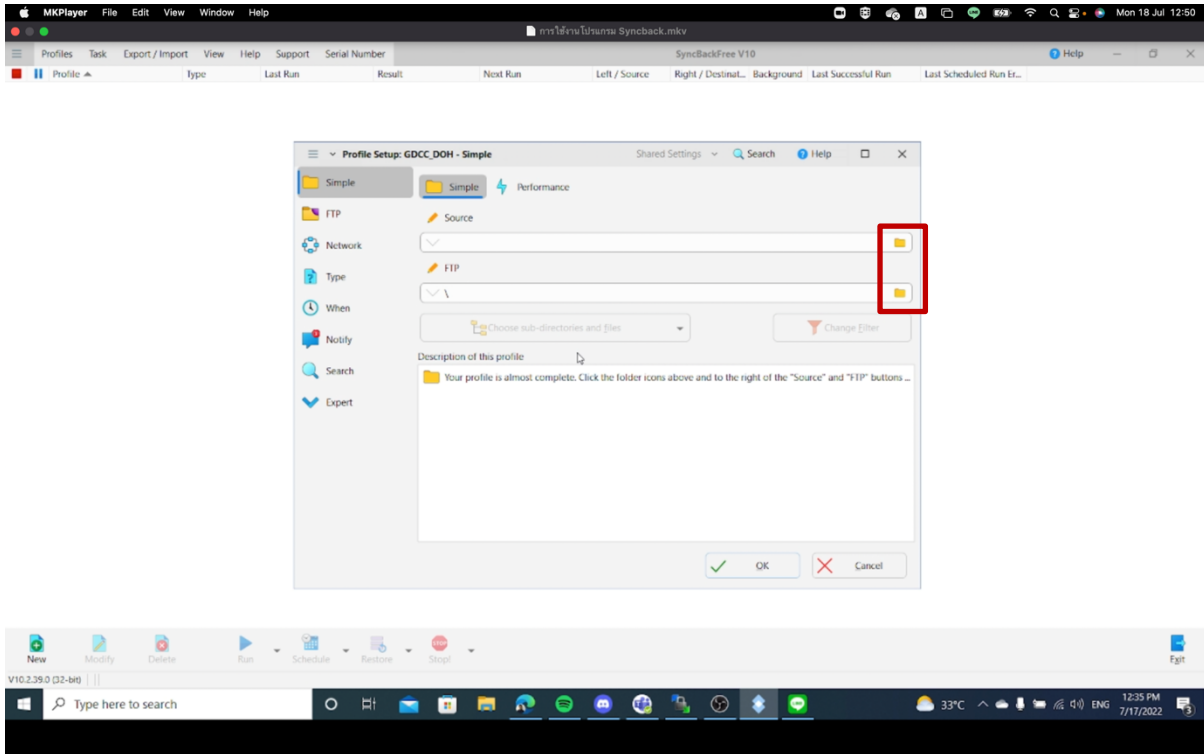 MKPlayer File Edit View Window Help
A Mon 18 Jul 12:50
การใช้งานโปรแกรม Syncback.mkv
Profiles Task Export / Import View Help Support Serial Number SyncBackFree V10 Help
Profile Type Last Run Result Next Run Left / Source Right / Destinat... Background Last Successful Run Last Scheduled Run Er...
Profile Setup: GDCC_DOH - Simple Shared Settings Search Help
Simple
FTP
Network
Type
When
Notify
Search
Expert
Simple Performance
Source
FTP
\
Choose sub-directories and files Change Filter
Description of this profile
Your profile is almost complete. Click the folder icons above and to the right of the "Source" and "FTP" buttons ...
OK Cancel
New Modify Delete Run Schedule Restore Stop! Exit
V10.2.39.0 (32-bit)
Type here to search 33°C ENG 12:35 PM
7/17/2022